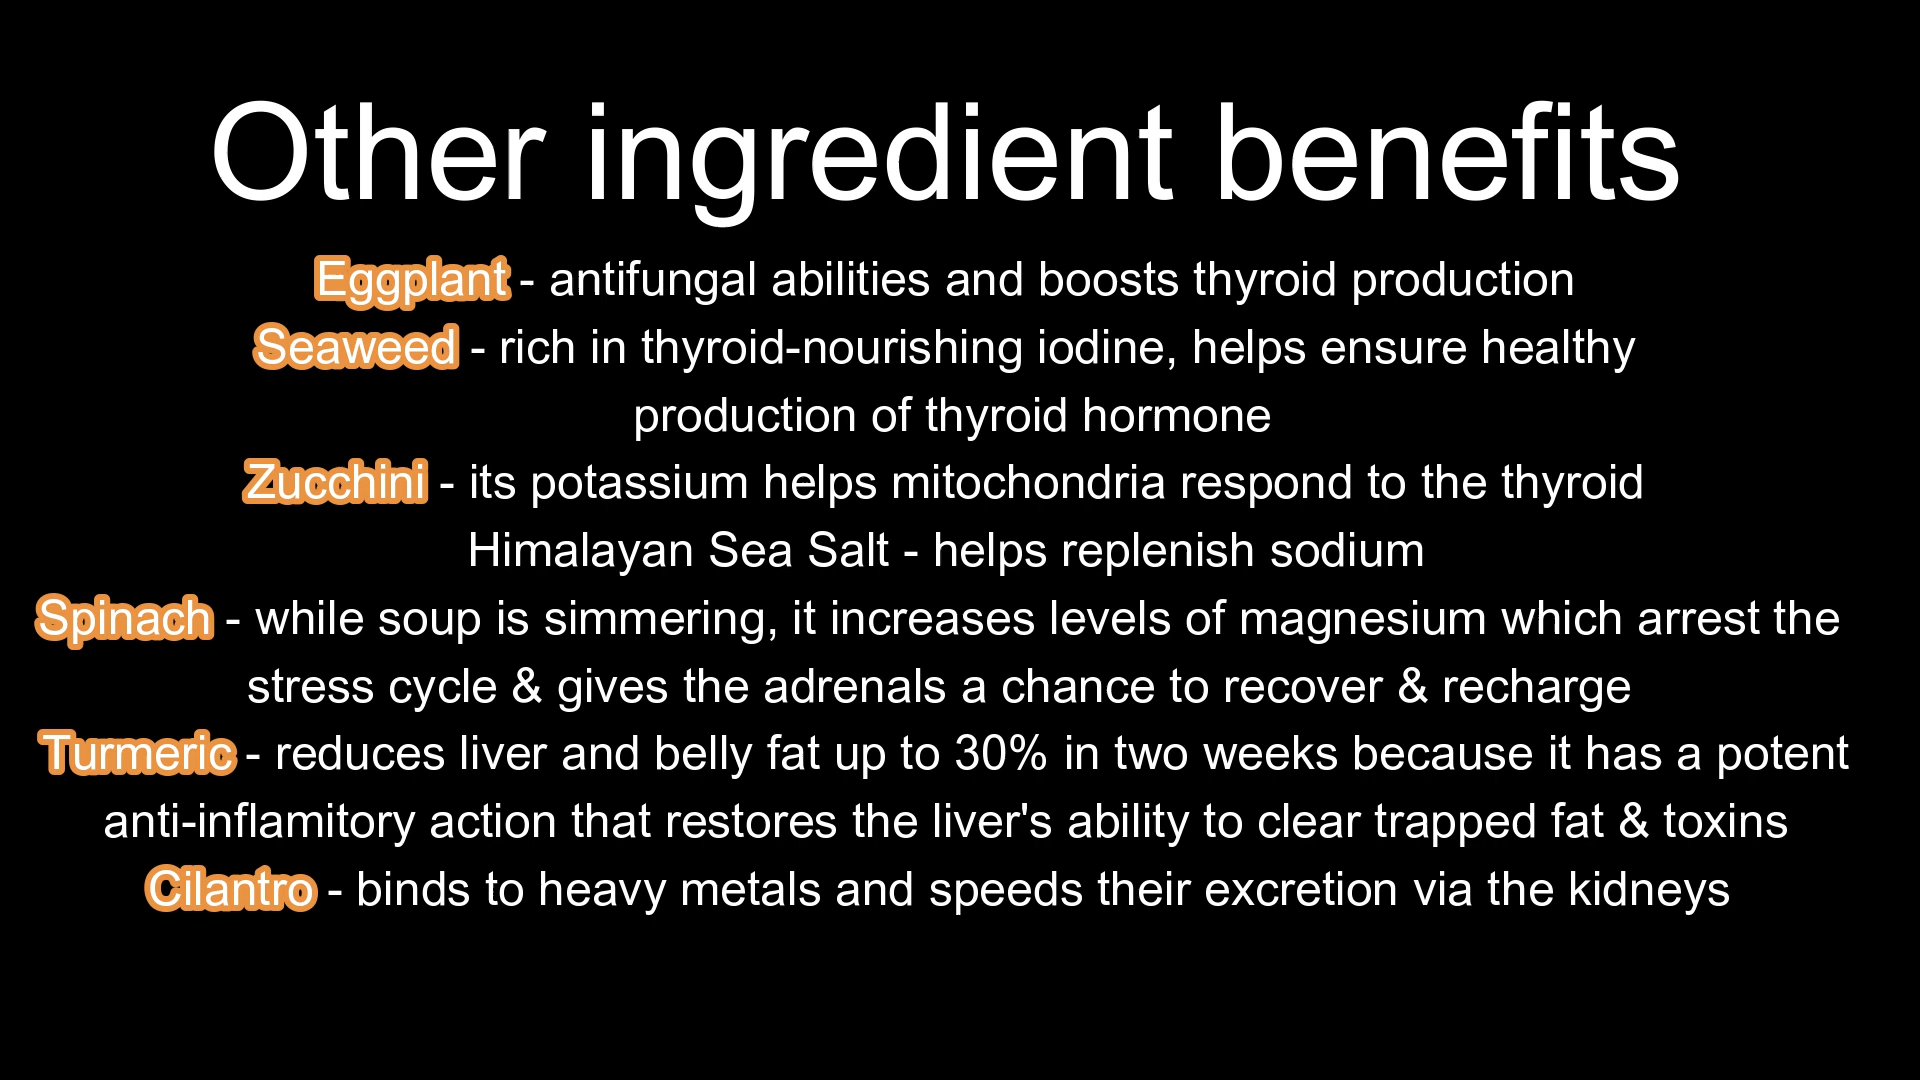 Other ingredient benefits
Eggplant - antifungal abilities and boosts thyroid production
Seaweed - rich in thyroid-nourishing iodine, helps ensure healthy
production of thyroid hormone
Zucchini - its potassium helps mitochondria respond to the thyroid
Himalayan Sea Salt - helps replenish sodium
Spinach - while soup is simmering, it increases levels of magnesium which arrest the
stress cycle & gives the adrenals a chance to recover & recharge
Turmeric - reduces liver and belly fat up to 30% in two weeks because it has a potent
anti-inflamitory action that restores the liver's ability to clear trapped fat & toxins
Cilantro - binds to heavy metals and speeds their excretion via the kidneys